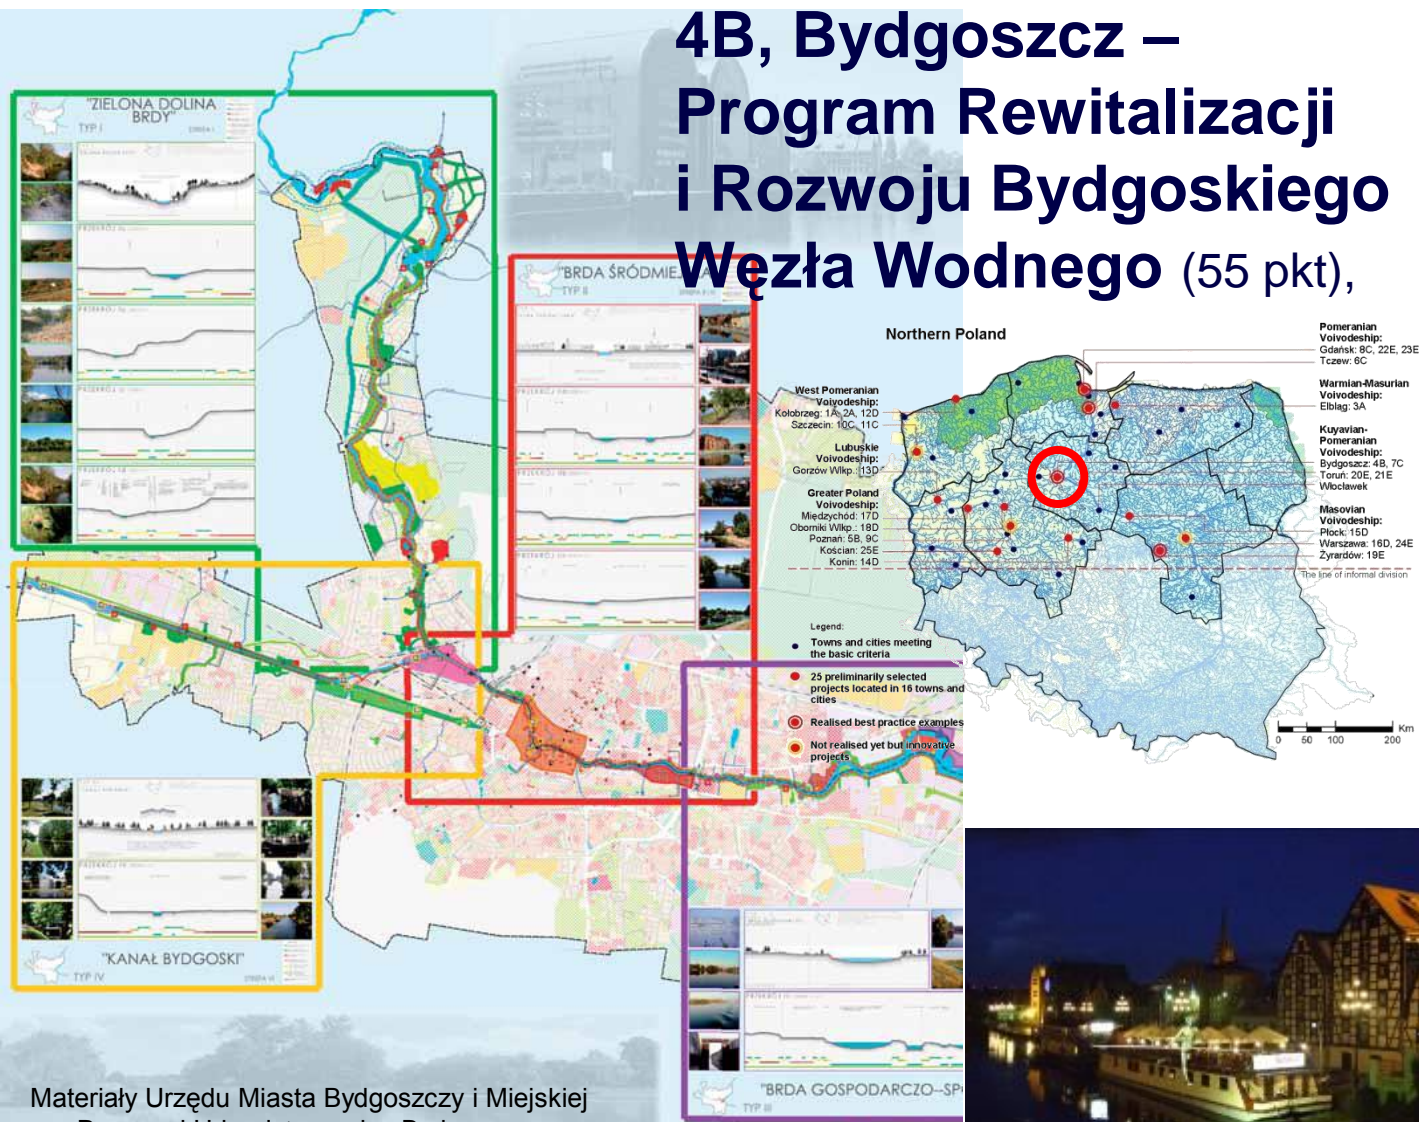 4B, Bydgoszcz –
Program Rewitalizacji
i Rozwoju Bydgoskiego
Węzła Wodnego (55 pkt),
"ZIELONA DOLINA
BRDY"
TYP I
"BRDA ŚRÓDMIEJSKA"
TYP II
Northern Poland
West Pomeranian
Voivodeship:
Kołobrzeg: 1A, 2A, 12D
Szczecin: 10C, 11C
Lubuskie
Voivodeship:
Gorzów Wlkp.: 13D
Greater Poland
Voivodeship:
Międzychód: 17D
Oborniki Wlkp.: 18D
Poznań: 5B, 9C
Kościan: 25E
Konin: 14D
Pomeranian
Voivodeship:
Gdańsk: 8C, 22E, 23E
Tczew: 6C
Warmian-Masurian
Voivodeship:
Elbląg: 3A
Kuyavian-
Pomeranian
Voivodeship:
Bydgoszcz: 4B, 7C
Toruń: 20E, 21E
Włocławek
Masovian
Voivodeship:
Płock: 15D
Warszawa: 16D, 24E
Żyrardów: 19E
The line of informal division
Legend:
Towns and cities meeting
the basic criteria
25 preliminarily selected
projects located in 16 towns and
cities
Realised best practice examples
Not realised yet but innovative
projects
0 50 100 200 Km
"KANAŁ BYDGOSKI"
TYP IV
"BRDA GOSPODARCZO--SPO
TYP III
Materiały Urzędu Miasta Bydgoszczy i Miejskiej